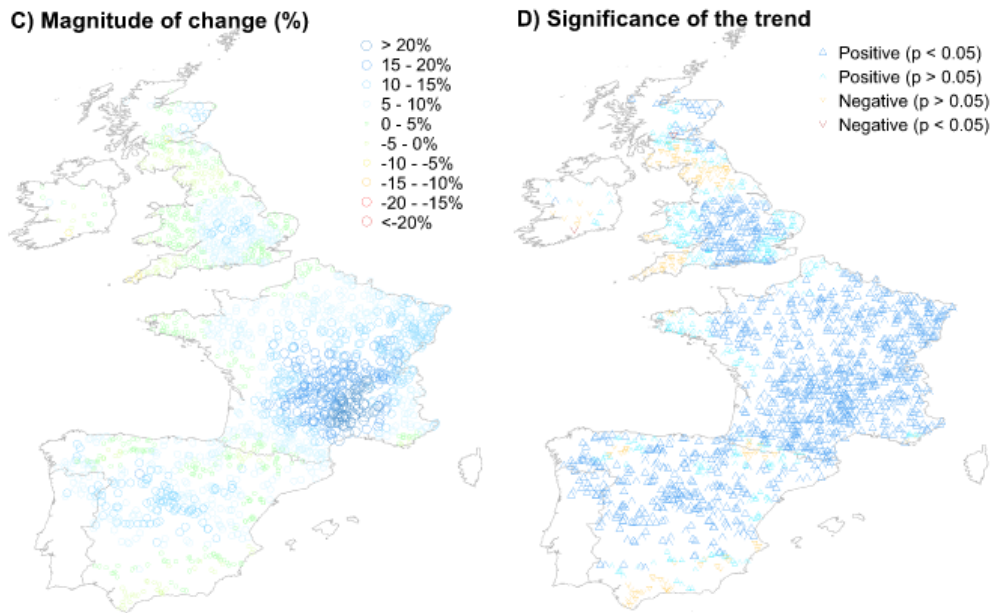 C) Magnitude of change (%)
> 20%
15 - 20%
10 - 15%
5 - 10%
0 - 5%
-5 - 0%
-10 - -5%
-15 - -10%
-20 - -15%
<-20%
D) Significance of the trend
Positive (p < 0.05)
Positive (p > 0.05)
Negative (p > 0.05)
Negative (p < 0.05)